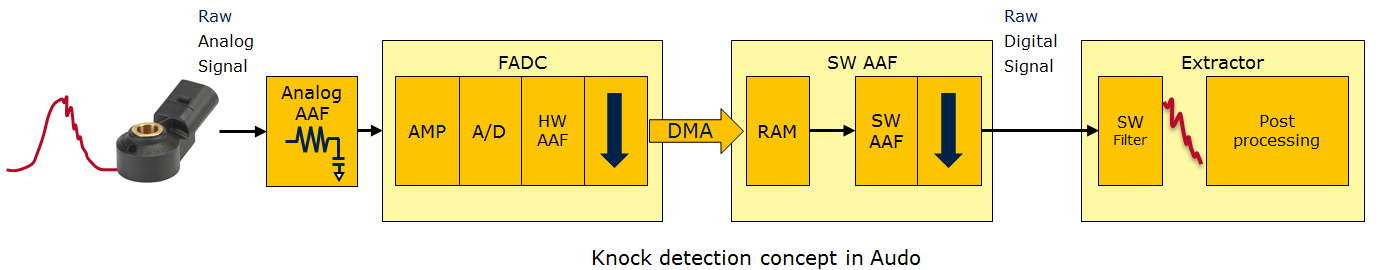 Raw
Analog
Signal
Analog
AAF
FADC
AMP
A/D
HW
AAF
DMA
SW AAF
RAM
SW
AAF
Raw
Digital
Signal
Extractor
SW
Filter
Post
processing
Knock detection concept in Audo